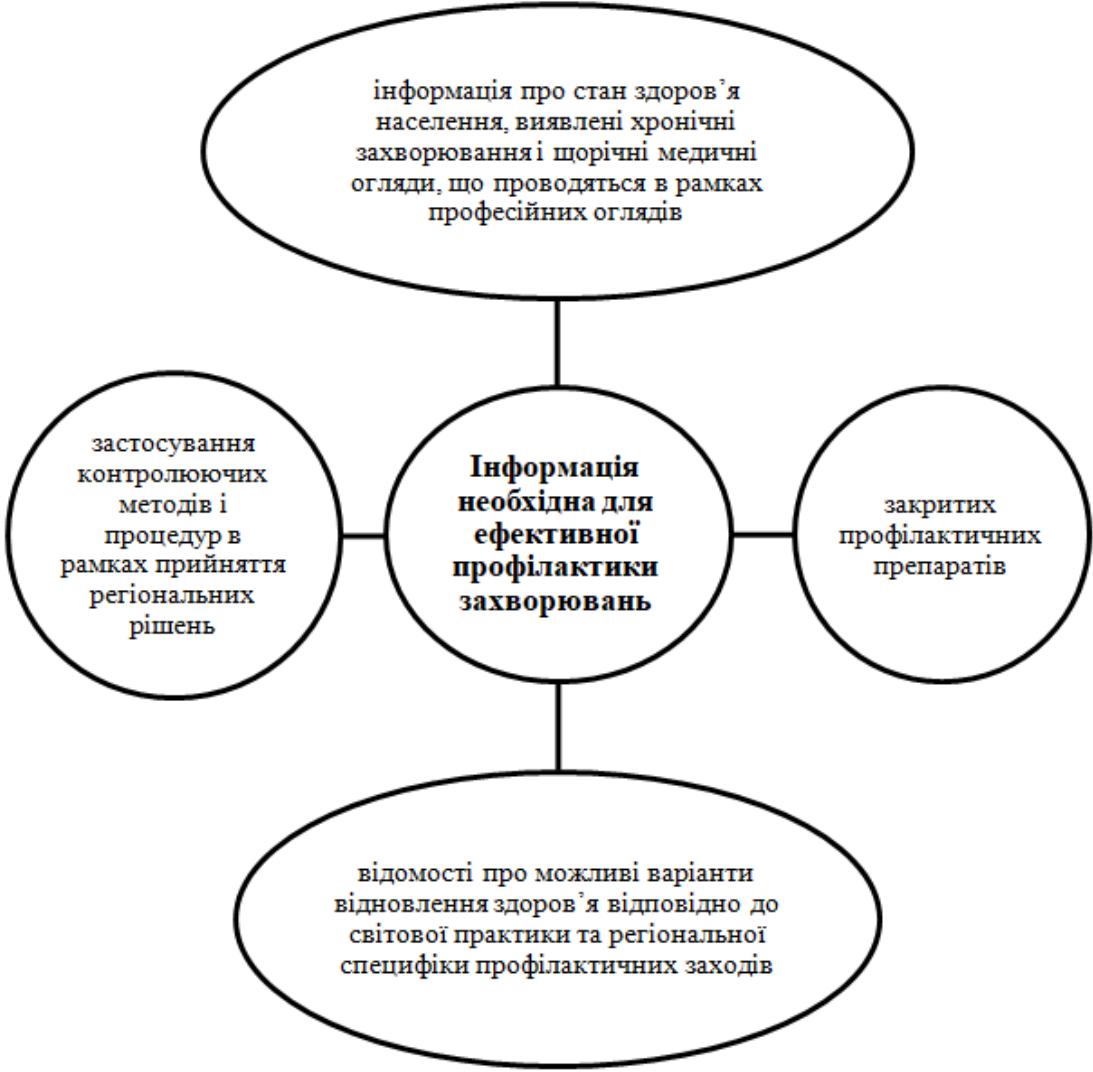 інформація про стан здоров’я
населення, виявлені хронічні
захворювання і щорічні медичні
огляди, що проводяться в рамках
професійних оглядів
застосування
контролюючих
методів і
процедур в
рамках прийняття
регіональних
рішень
Інформація
необхідна для
ефективної
профілактики
захворювань
закритих
профілактичних
препаратів
відомості про можливі варіанти
відновлення здоров’я відповідно до
світової практики та регіональної
специфіки профілактичних заходів